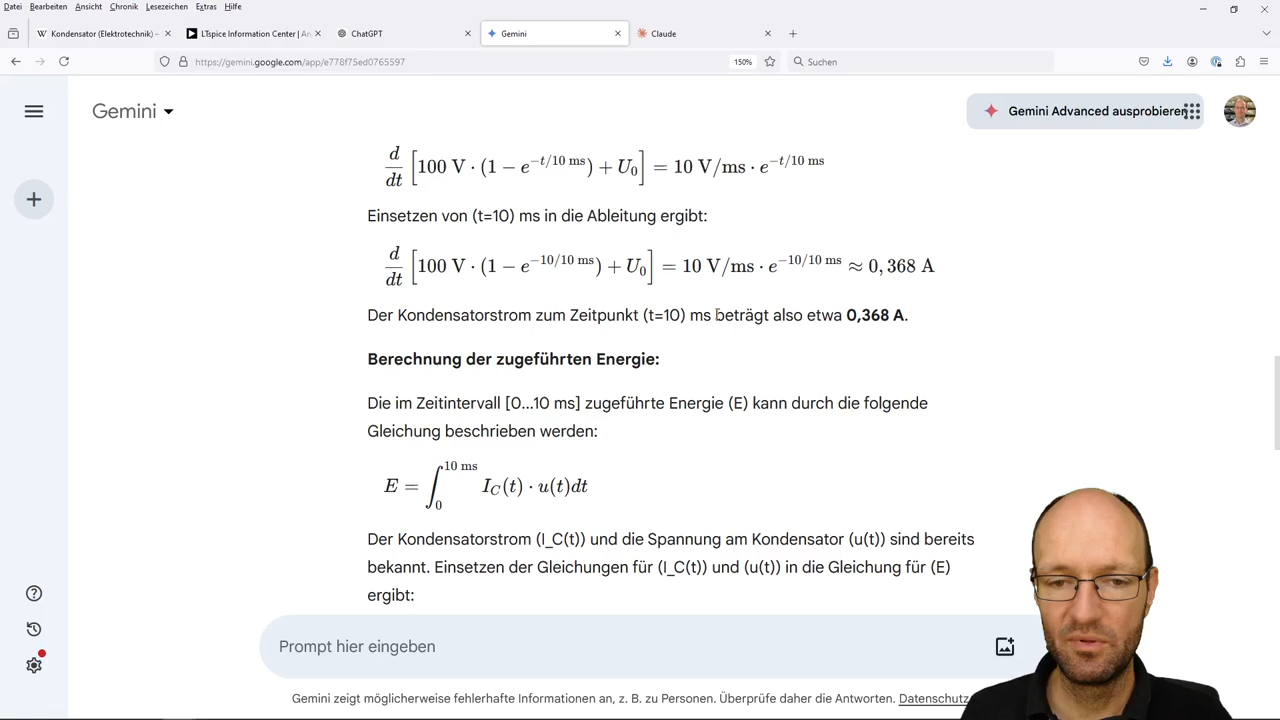 Datei Bearbeiten Ansicht Chronik Lesezeichen Extras Hilfe
W Kondensator (Elektrotechnik) –
LTspice Information Center | An
ChatGPT
Gemini
Claude
https://gemini.google.com/app/e778f75ed0765597
150%
Suchen
Gemini
Gemini Advanced ausprobieren
d/dt [100 V · (1 − e^{−t/10 ms}) + U₀] = 10 V/ms · e^{−t/10 ms}
Einsetzen von (t=10) ms in die Ableitung ergibt:
d/dt [100 V · (1 − e^{−10/10 ms}) + U₀] = 10 V/ms · e^{−10/10 ms} ≈ 0,368 A
Der Kondensatorstrom zum Zeitpunkt (t=10) ms beträgt also etwa 0,368 A.
Berechnung der zugeführten Energie:
Die im Zeitintervall [0...10 ms] zugeführte Energie (E) kann durch die folgende
Gleichung beschrieben werden:
E = ∫₀^{10 ms} I_C(t) · u(t)dt
Der Kondensatorstrom (I_C(t)) und die Spannung am Kondensator (u(t)) sind bereits
bekannt. Einsetzen der Gleichungen für (I_C(t)) und (u(t)) in die Gleichung für (E)
ergibt:
Prompt hier eingeben
Gemini zeigt möglicherweise fehlerhafte Informationen an, z. B. zu Personen. Überprüfe daher die Antworten. Datenschutz